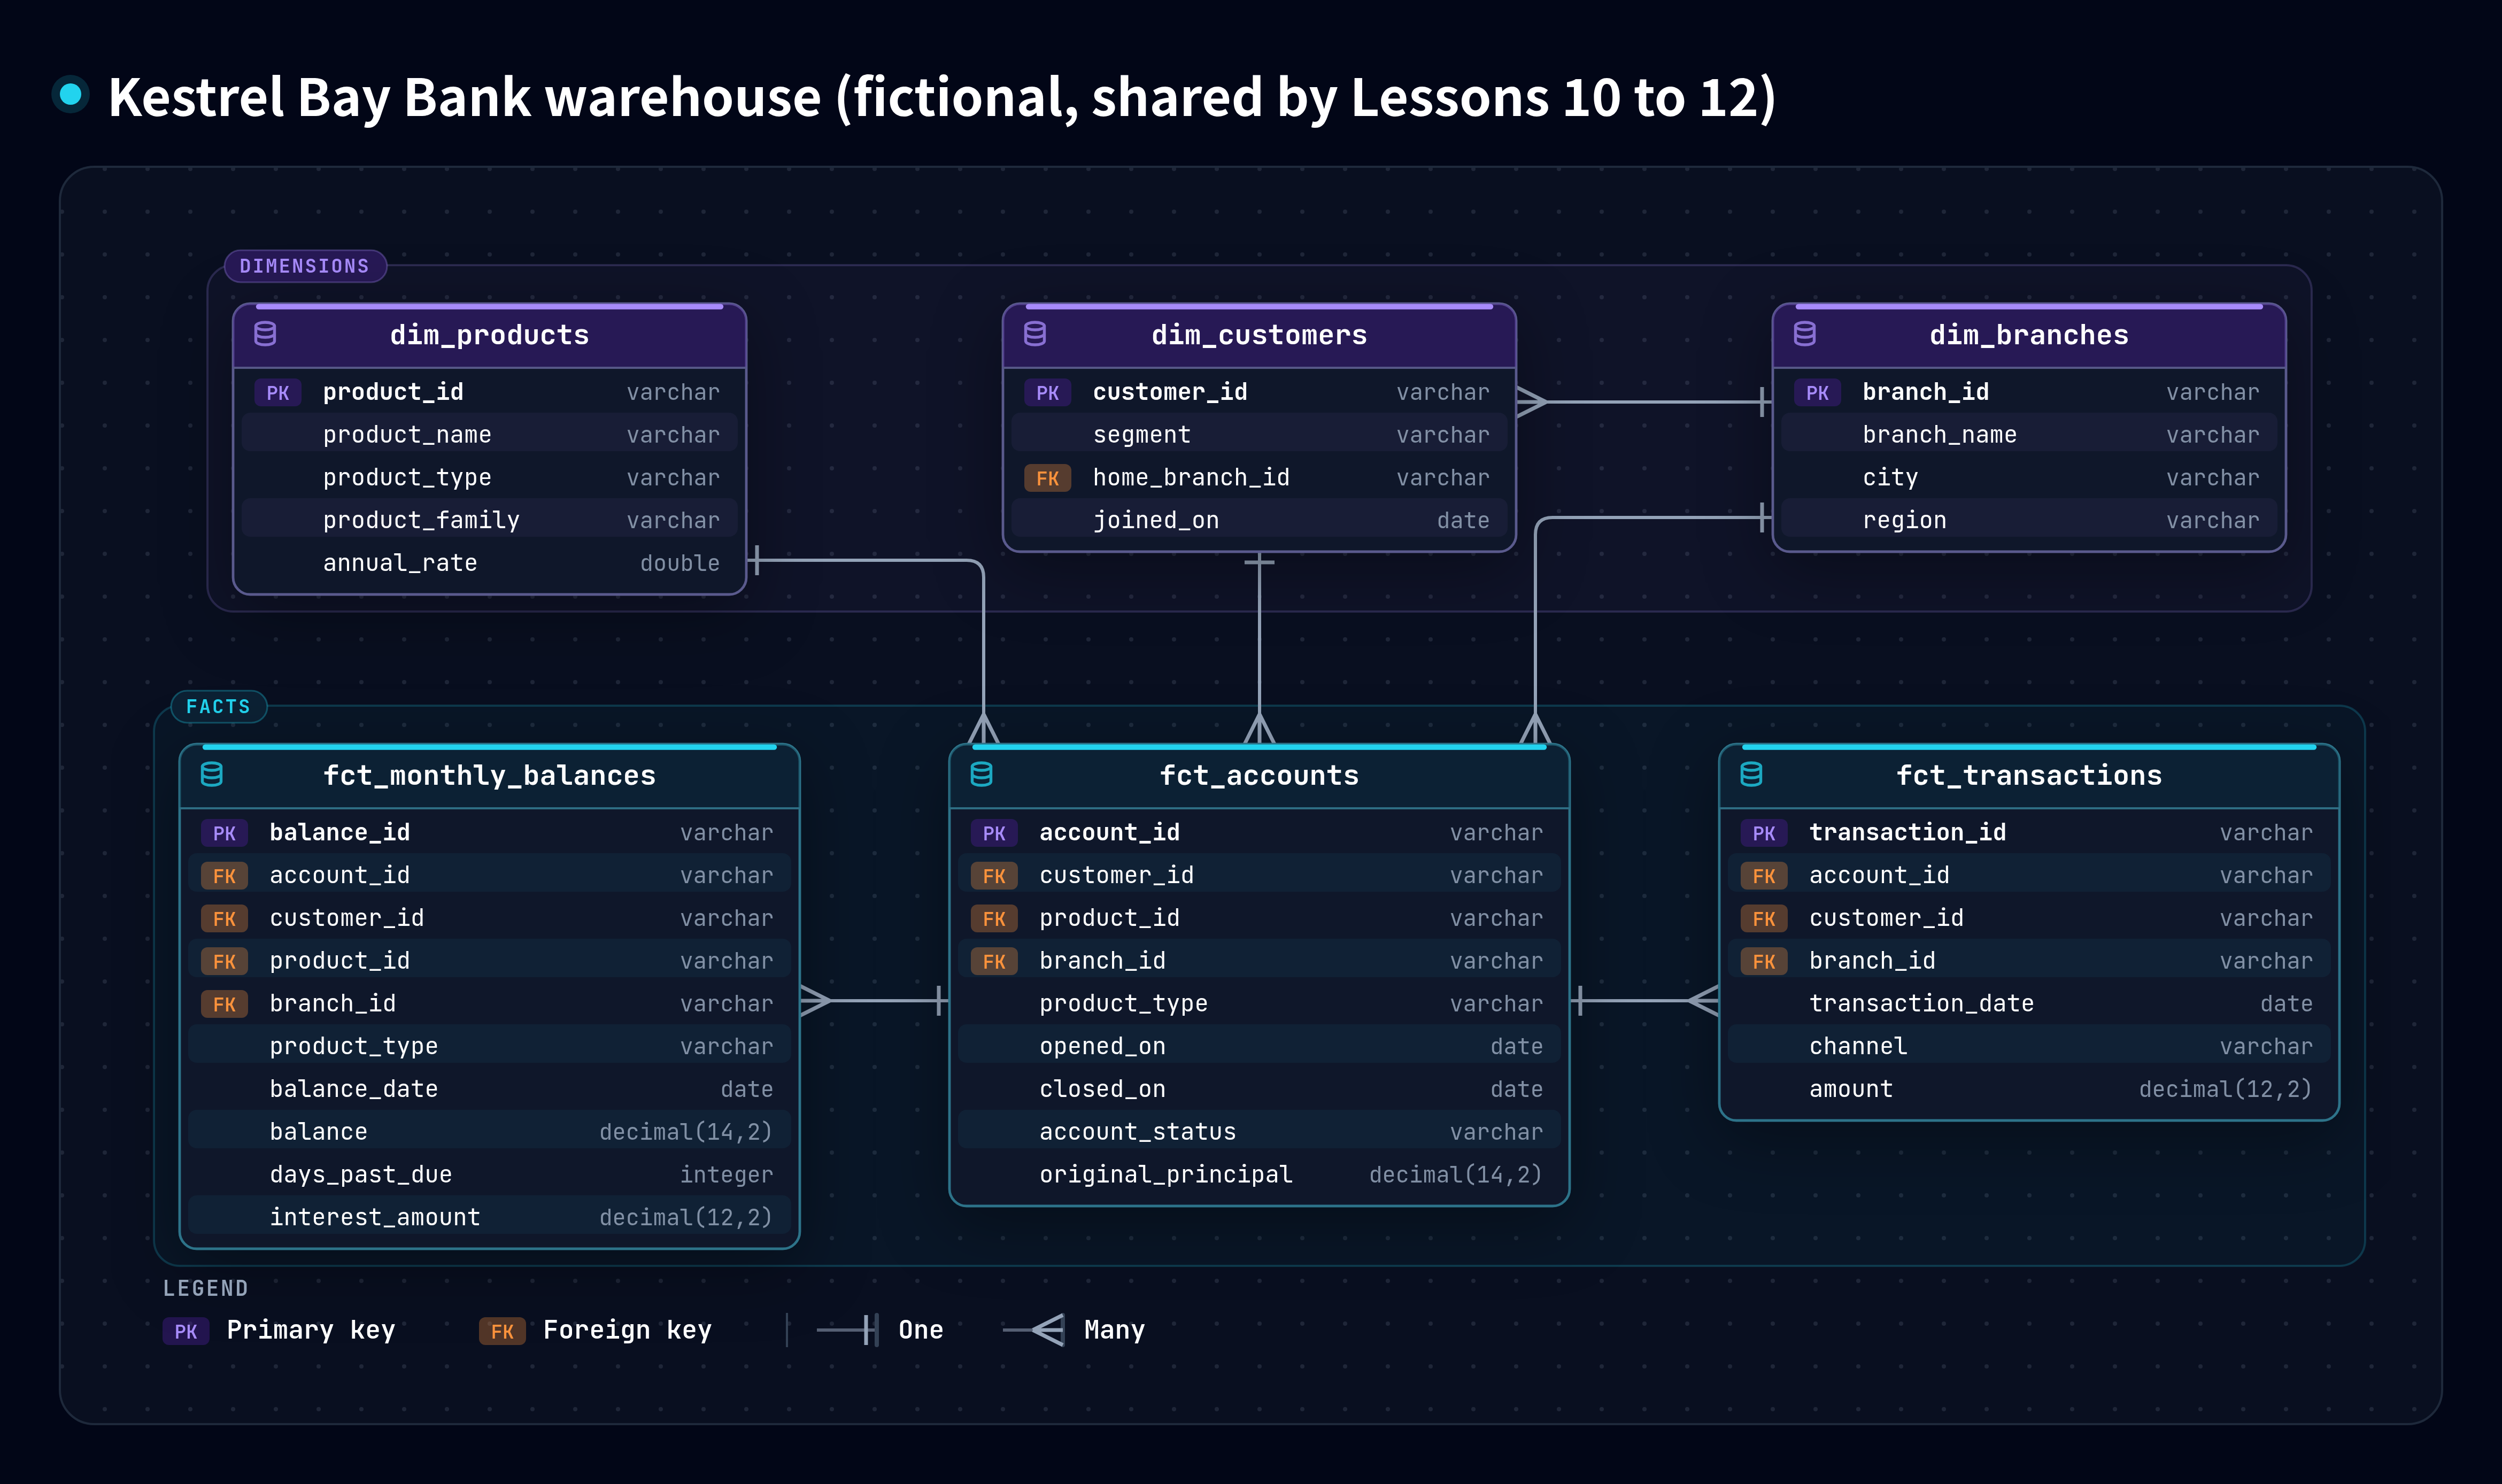 Kestrel Bay Bank warehouse (fictional, shared by Lessons 10 to 12)
DIMENSIONS
dim_products
PK product_id varchar
product_name varchar
product_type varchar
product_family varchar
annual_rate double
dim_customers
PK customer_id varchar
segment varchar
FK home_branch_id varchar
joined_on date
dim_branches
PK branch_id varchar
branch_name varchar
city varchar
region varchar
FACTS
fct_monthly_balances
PK balance_id varchar
FK account_id varchar
FK customer_id varchar
FK product_id varchar
FK branch_id varchar
product_type varchar
balance_date date
balance decimal(14,2)
days_past_due integer
interest_amount decimal(12,2)
fct_accounts
PK account_id varchar
FK customer_id varchar
FK product_id varchar
FK branch_id varchar
product_type varchar
opened_on date
closed_on date
account_status varchar
original_principal decimal(14,2)
fct_transactions
PK transaction_id varchar
FK account_id varchar
FK customer_id varchar
FK branch_id varchar
transaction_date date
channel varchar
amount decimal(12,2)
LEGEND
PK Primary key FK Foreign key One Many